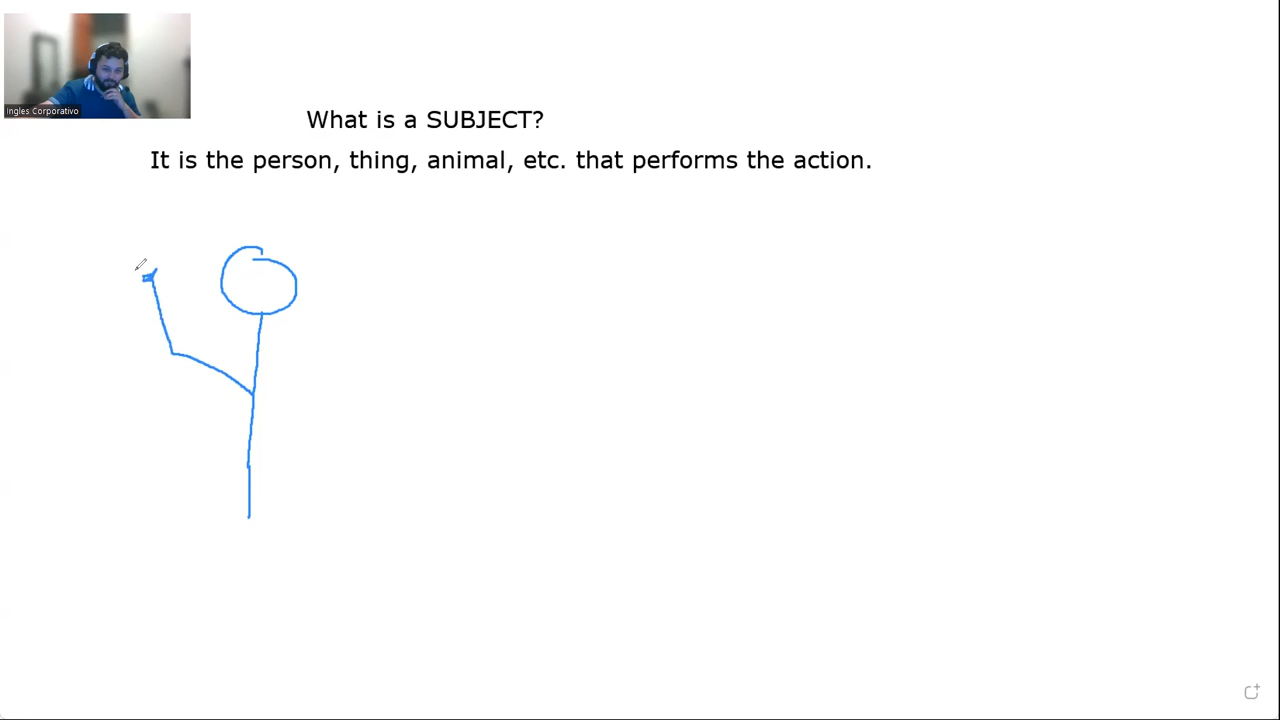 Ingles Corporativo
What is a SUBJECT?
It is the person, thing, animal, etc. that performs the action.